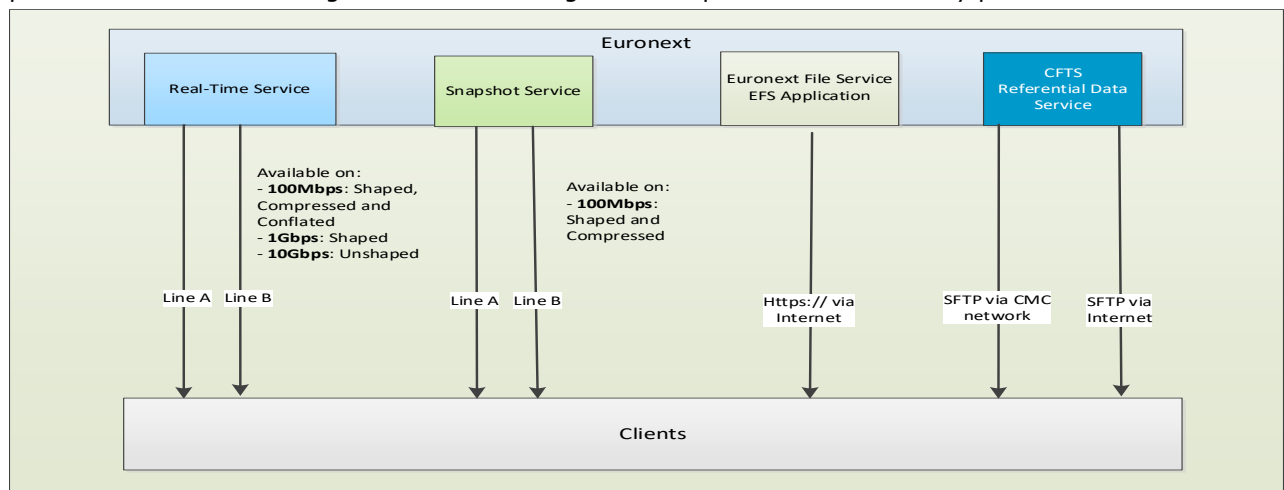 Euronext
Real-Time Service
Snapshot Service
Euronext File Service
EFS Application
CFTS
Referential Data
Service
Available on:
- 100Mbps: Shaped,
Compressed and
Conflated
- 1Gbps: Shaped
- 10Gbps: Unshaped
Available on:
- 100Mbps:
Shaped and
Compressed
Line A
Line B
Line A
Line B
Https:// via
Internet
SFTP via CMC
network
SFTP via
Internet
Clients